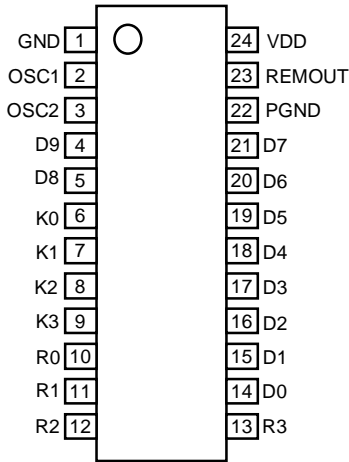 GND 1 24 VDD
OSC1 2 23 REMOUT
OSC2 3 22 PGND
D9 4 21 D7
D8 5 20 D6
K0 6 19 D5
K1 7 18 D4
K2 8 17 D3
K3 9 16 D2
R0 10 15 D1
R1 11 14 D0
R2 12 13 R3